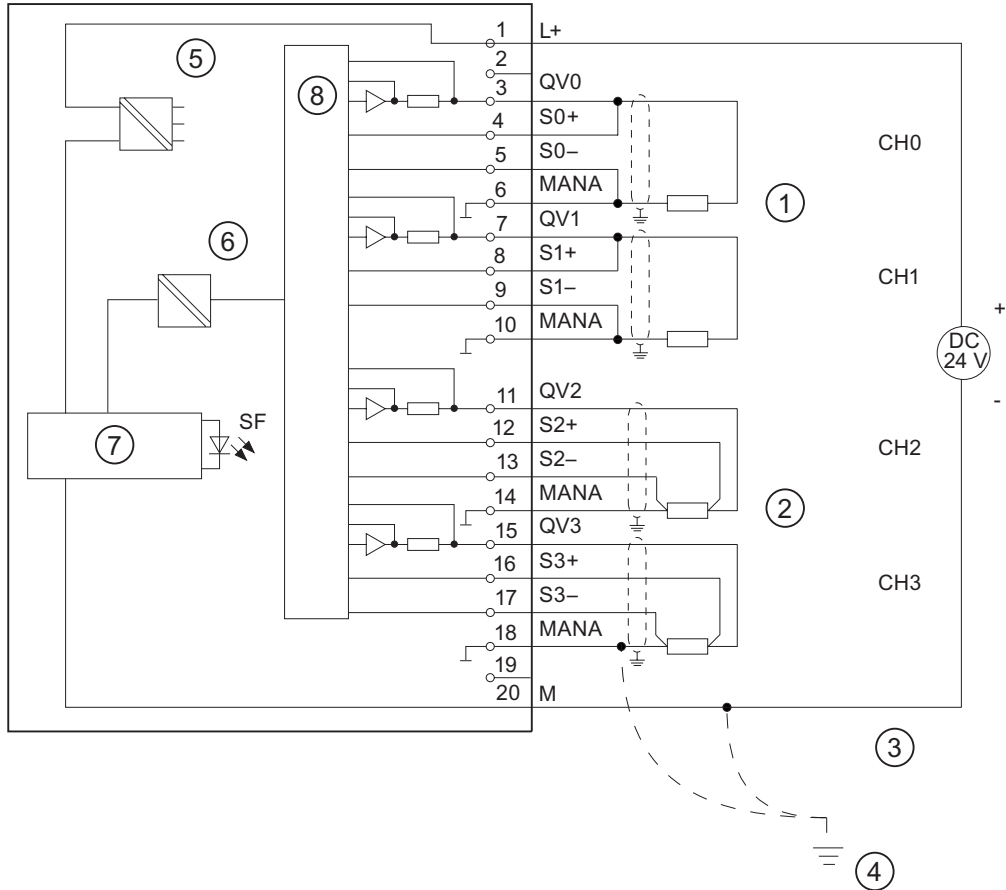 1 L+
5
2
8
3 QV0
4 S0+
CH0
5 S0–
6 MANA
1
7 QV1
6
8 S1+
CH1
9 S1–
+
10 MANA
DC
24 V
-
11 QV2
SF
7
12 S2+
CH2
13 S2–
14 MANA
2
15 QV3
16 S3+
CH3
17 S3–
18 MANA
19
20 M
3
4